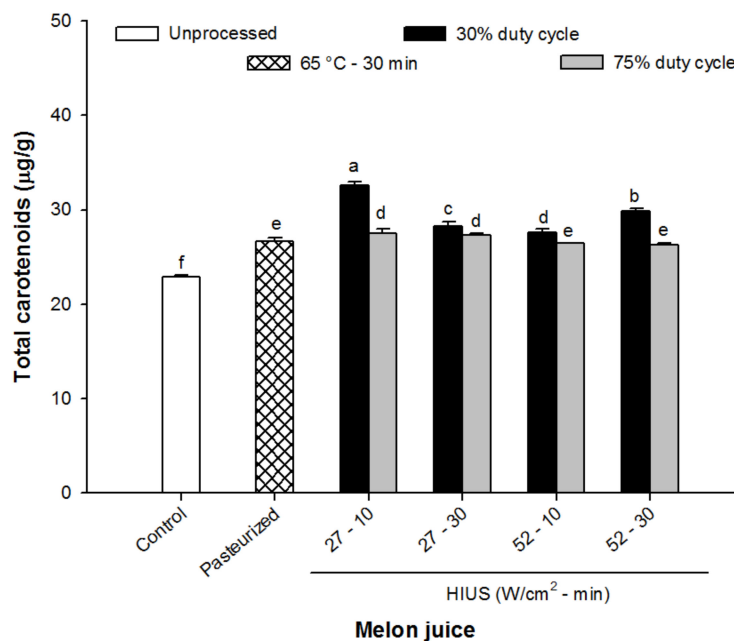 Unprocessed
30% duty cycle
65 °C - 30 min
75% duty cycle
Total carotenoids (µg/g)
50
40
30
20
10
0
f
e
a
d
c
d
d
e
b
e
Control
Pasteurized
27 - 10
27 - 30
52 - 10
52 - 30
HIUS (W/cm² - min)
Melon juice